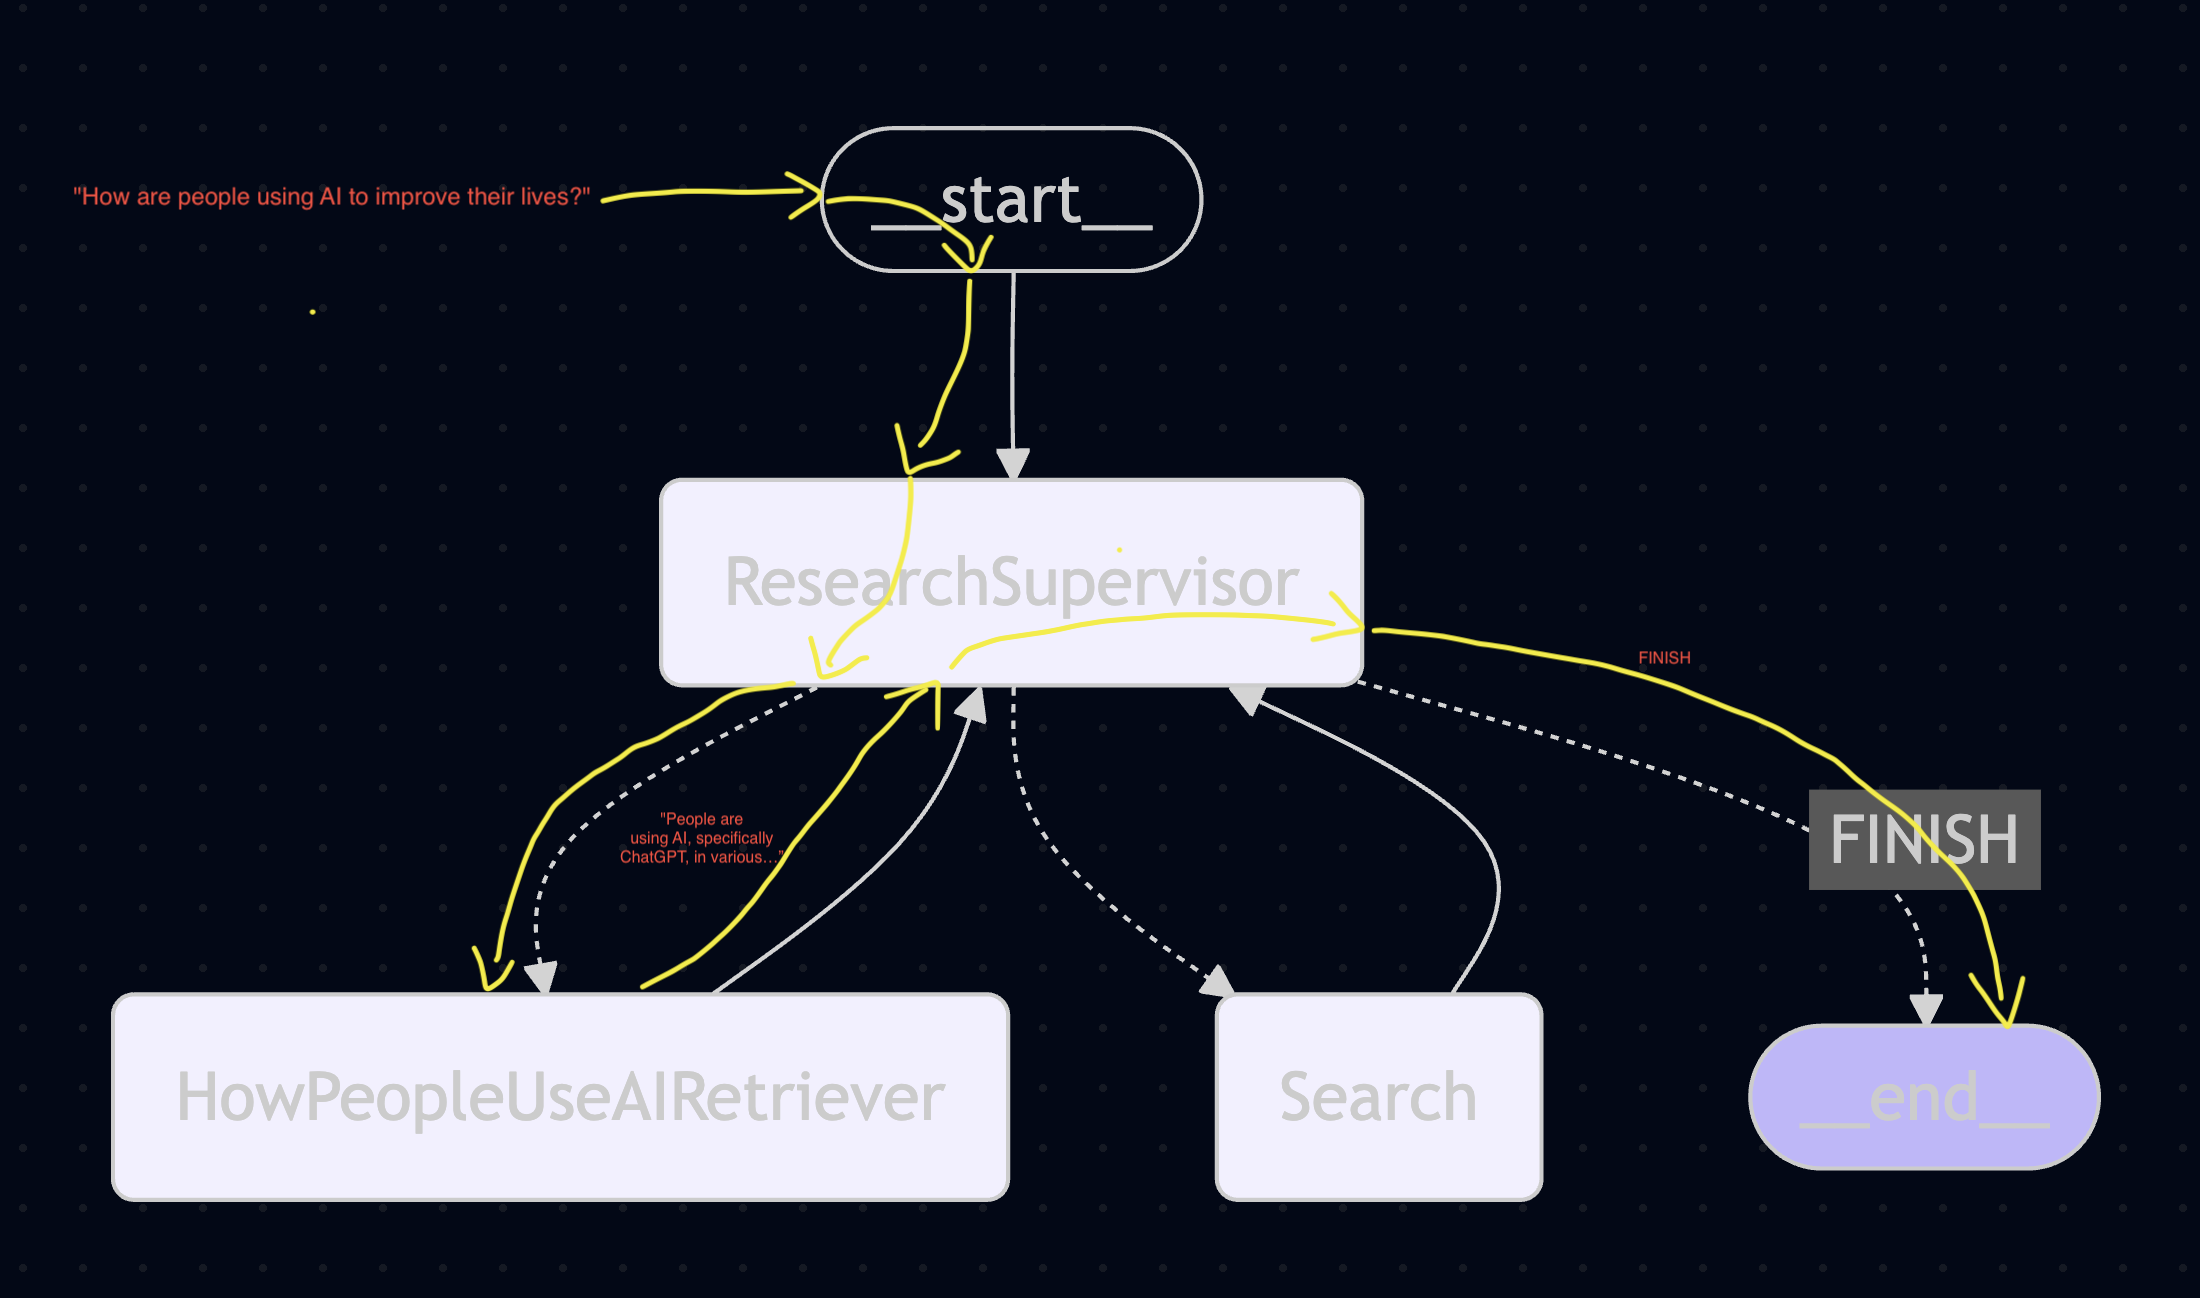 "How are people using AI to improve their lives?"
__start__
ResearchSupervisor
FINISH
"People are
using AI, specifically
ChatGPT, in various..."
FINISH
HowPeopleUseAIRetriever
Search
__end__